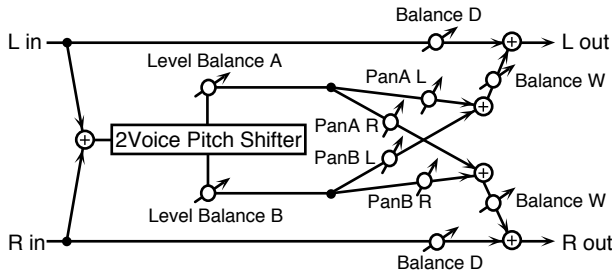 Balance D
L in
L out
Level Balance A
PanA L
Balance W
PanA R
2Voice Pitch Shifter
PanB L
PanB R
Balance W
Level Balance B
R in
R out
Balance D